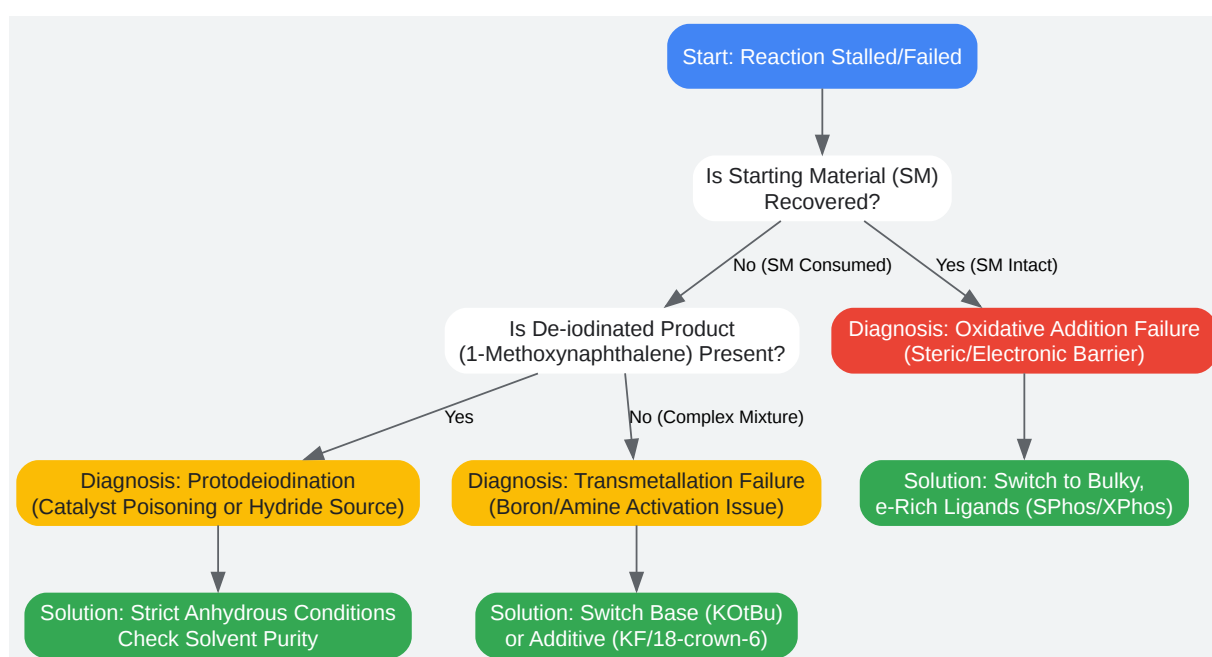 Start: Reaction Stalled/Failed
Is Starting Material (SM)
Recovered?
No (SM Consumed)
Yes (SM Intact)
Is De-iodinated Product
(1-Methoxynaphthalene) Present?
Diagnosis: Oxidative Addition Failure
(Steric/Electronic Barrier)
Yes
No (Complex Mixture)
Diagnosis: Protodeiodination
(Catalyst Poisoning or Hydride Source)
Diagnosis: Transmetallation Failure
(Boron/Amine Activation Issue)
Solution: Switch to Bulky,
e-Rich Ligands (SPhos/XPhos)
Solution: Strict Anhydrous Conditions
Check Solvent Purity
Solution: Switch Base (KOtBu)
or Additive (KF/18-crown-6)